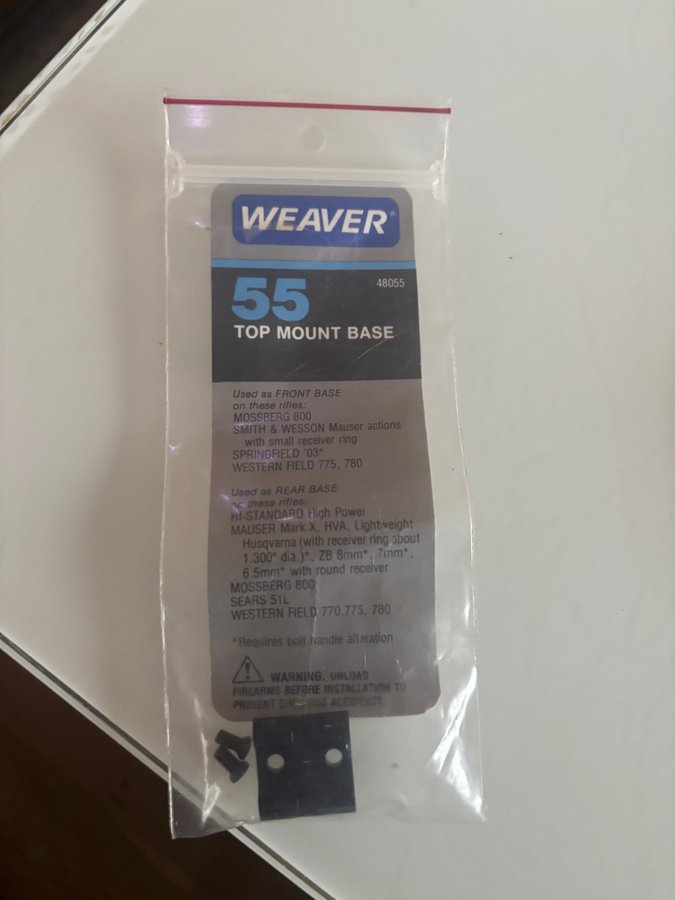 WEAVER
55
48055
TOP MOUNT BASE
Used as FRONT BASE
on these rifles:
MOSSBERG 800
SMITH & WESSON Mauser actions
with small receiver ring
SPRINGFIELD '03*
WESTERN FIELD 775, 780
Used as REAR BASE
on these rifles:
HI-STANDARD High Power
MAUSER Mark X, HVA, Lightweight
Husqvarna (with receiver ring about
1.300" dia.)*, ZB 8mm*, 7mm*,
6.5mm* with round receiver
MOSSBERG 800
SEARS 51L
WESTERN FIELD 770,775, 780
*Requires bolt handle alteration
WARNING. UNLOAD
FIREARMS BEFORE INSTALLATION TO
PREVENT ACCIDENTS.